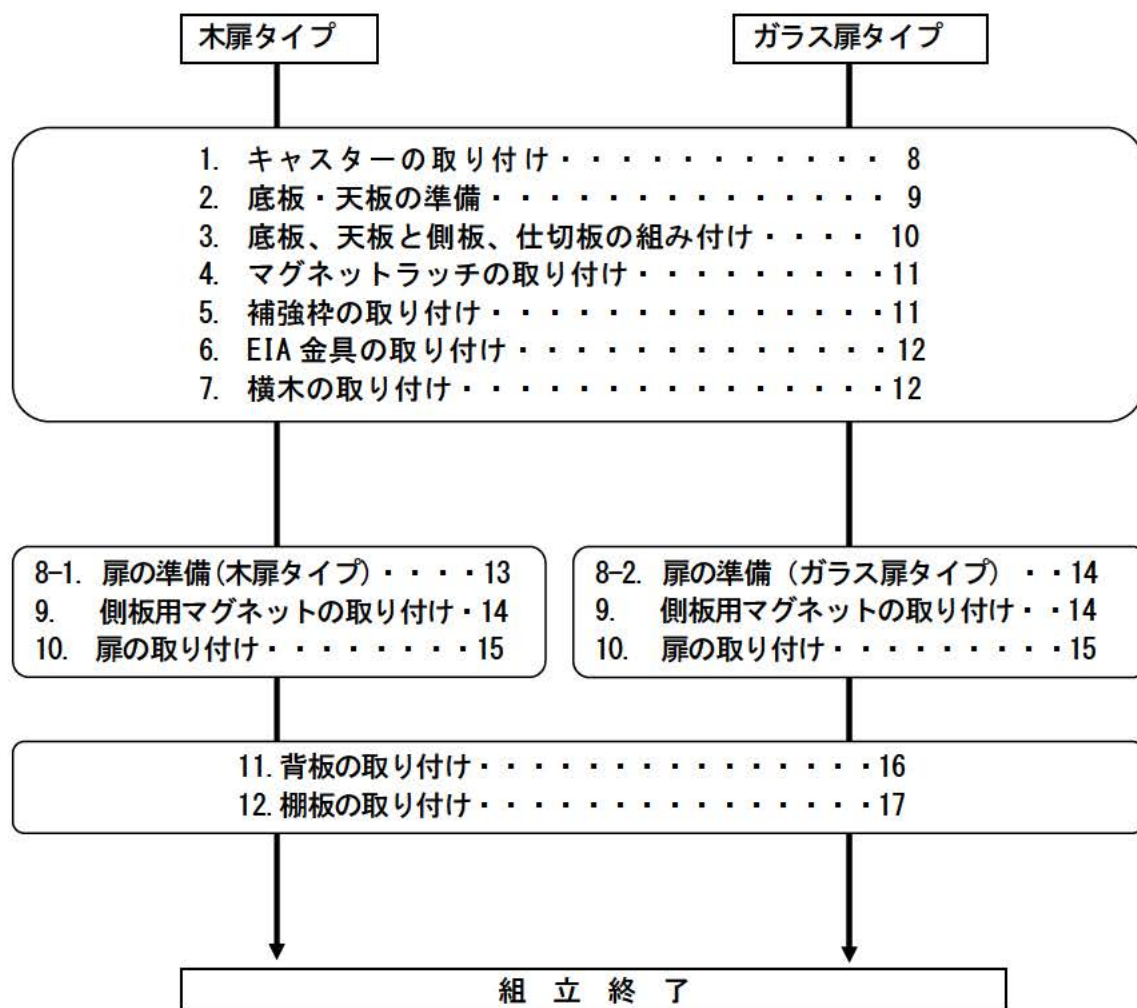 木扉タイプ
ガラス扉タイプ
1. キャスターの取り付け・・・・・・・・・・・ 8
2. 底板・天板の準備・・・・・・・・・・・・・・ 9
3. 底板、天板と側板、仕切板の組み付け・・・・ 10
4. マグネットラッチの取り付け・・・・・・・・・11
5. 補強枠の取り付け・・・・・・・・・・・・・・11
6. EIA 金具の取り付け・・・・・・・・・・・・・・12
7. 横木の取り付け・・・・・・・・・・・・・・・12
8-1. 扉の準備(木扉タイプ)・・・・13
9. 側板用マグネットの取り付け・14
10. 扉の取り付け・・・・・・・・15
8-2. 扉の準備（ガラス扉タイプ）・・14
9. 側板用マグネットの取り付け・・14
10. 扉の取り付け・・・・・・・・・15
11.背板の取り付け・・・・・・・・・・・・・・・16
12.棚板の取り付け・・・・・・・・・・・・・・・17
組 立 終 了